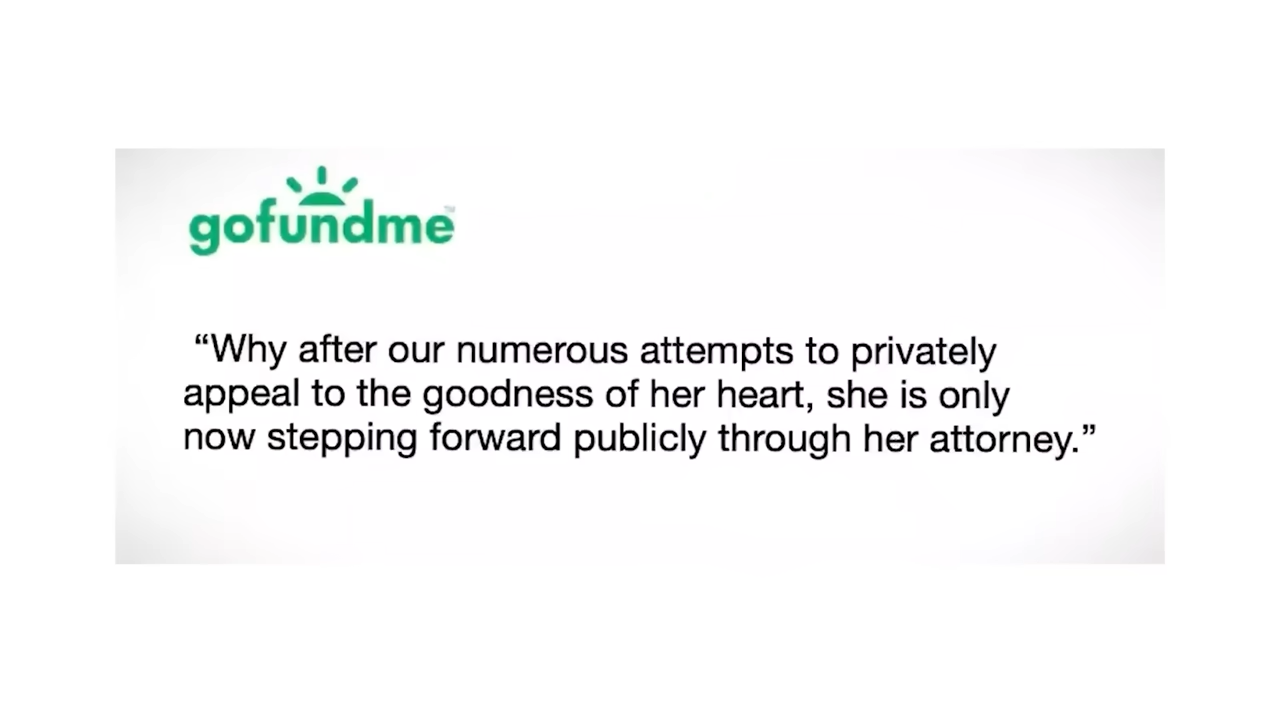 gofundme™
“Why after our numerous attempts to privately
appeal to the goodness of her heart, she is only
now stepping forward publicly through her attorney.”